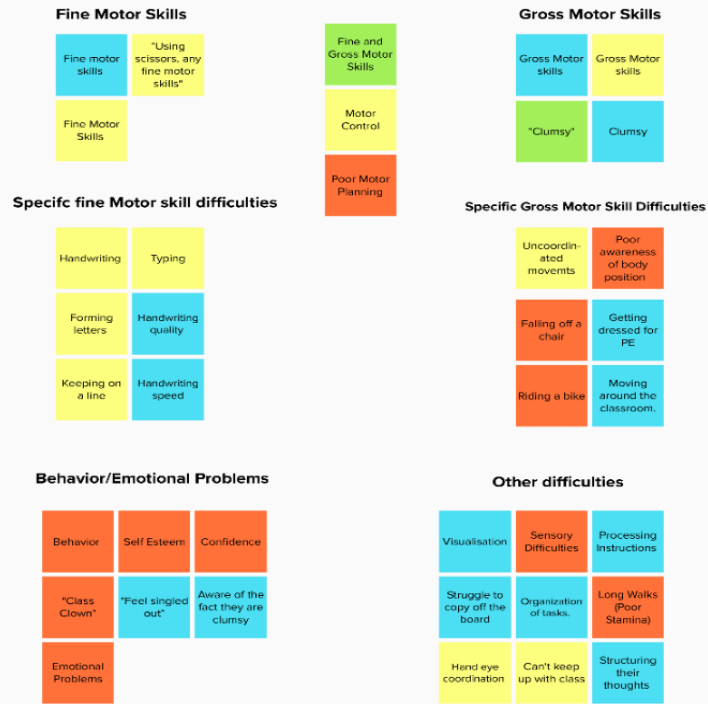 Fine Motor Skills
Fine motor
skills
"Using
scissors, any
fine motor
skills"
Fine Motor
Skills
Fine and
Gross Motor
Skills
Motor
Control
Poor Motor
Planning
Gross Motor Skills
Gross Motor
skills
Gross Motor
skills
"Clumsy"
Clumsy
Specifc fine Motor skill difficulties
Handwriting
Typing
Forming
letters
Handwriting
quality
Keeping on
a line
Handwriting
speed
Specific Gross Motor Skill Difficulties
Uncoordin-
ated
movemts
Poor
awareness
of body
position
Falling off a
chair
Getting
dressed for
PE
Riding a bike
Moving
around the
classroom.
Behavior/Emotional Problems
Behavior
Self Esteem
Confidence
"Class
Clown"
"Feel singled
out"
Aware of the
fact they are
clumsy
Emotional
Problems
Other difficulties
Visualisation
Sensory
Difficulties
Processing
Instructions
Struggle to
copy off the
board
Organization
of tasks.
Long Walks
(Poor
Stamina)
Hand eye
coordination
Can't keep
up with class
Structuring
their
thoughts